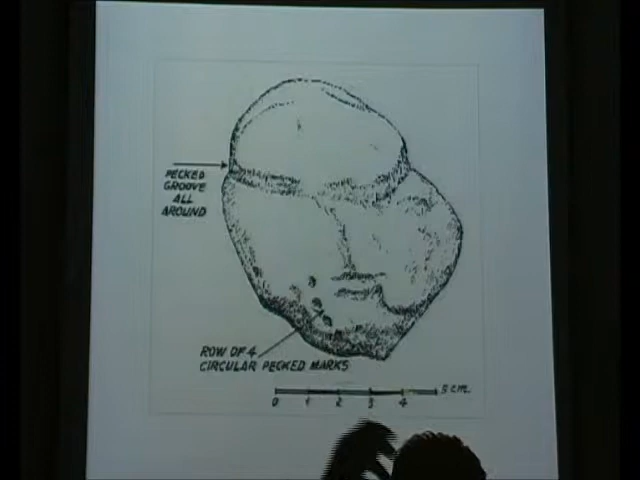 PECKED
GROOVE
ALL
AROUND
ROW OF 4
CIRCULAR PECKED MARKS
0 1 2 3 4 5 cm.